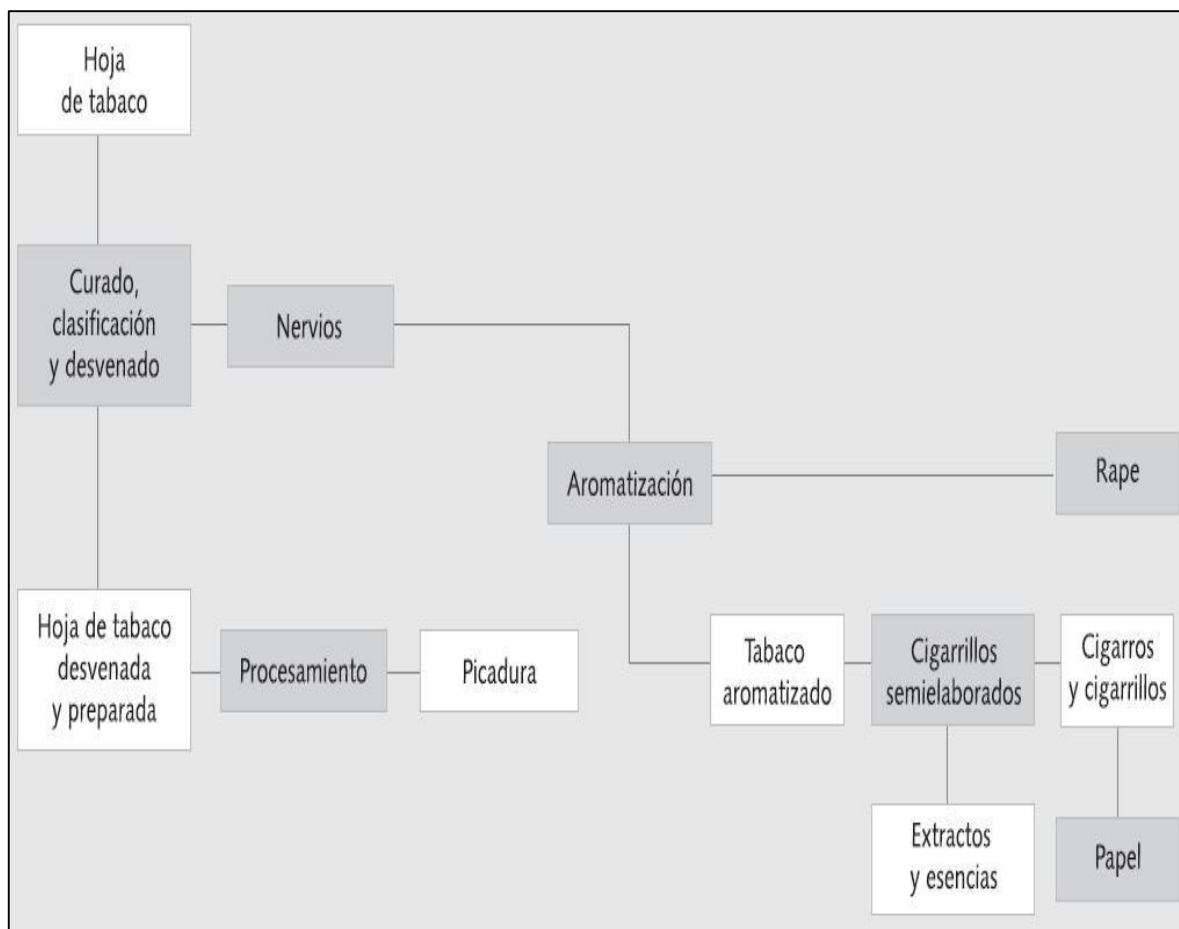 Hoja
de tabaco
Curado,
clasificación
y desvenado
Nervios
Aromatización
Rape
Hoja de tabaco
desvenada
y preparada
Procesamiento
Picadura
Tabaco
aromatizado
Cigarrillos
semielaborados
Cigarros
y cigarrillos
Extractos
y esencias
Papel